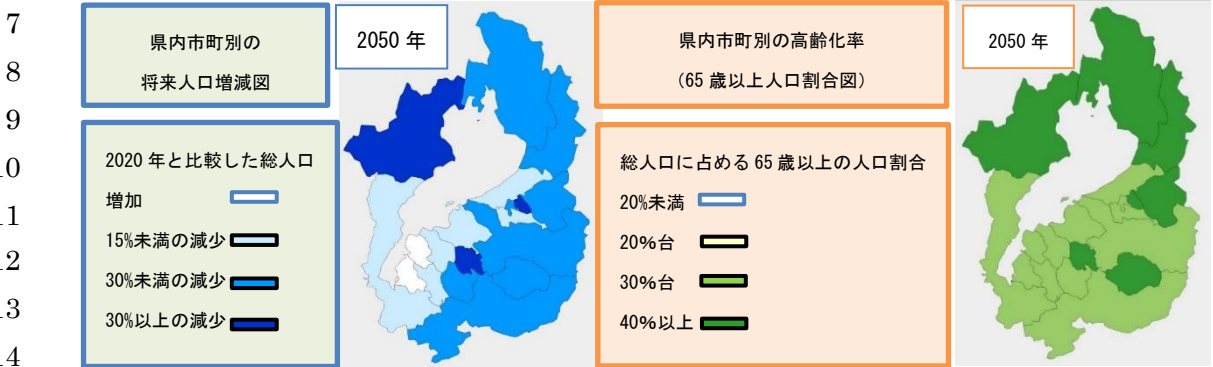 7
8
9
10
11
12
13
14
県内市町別の
将来人口増減図
2050 年
2020 年と比較した総人口
増加
15%未満の減少
30%未満の減少
30%以上の減少
県内市町別の高齢化率
（65 歳以上人口割合図）
2050 年
総人口に占める 65 歳以上の人口割合
20%未満
20％台
30％台
40％以上